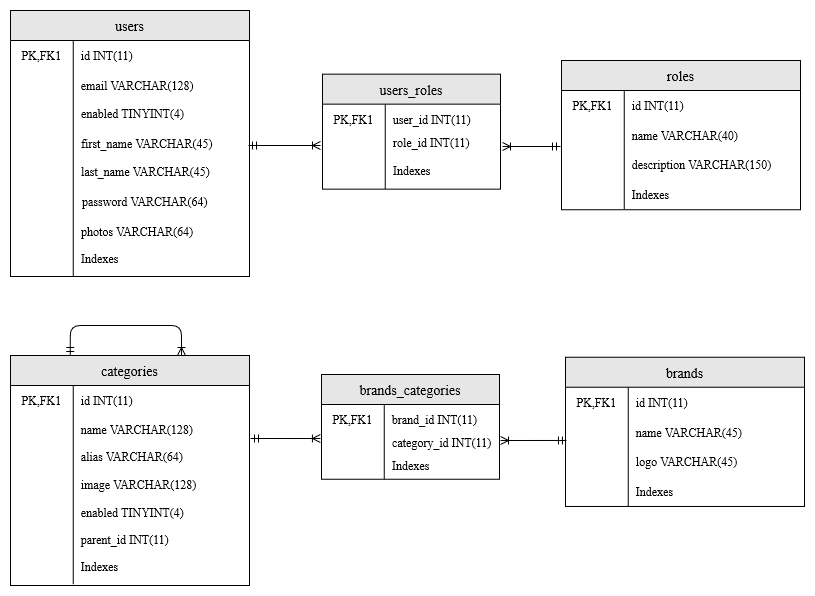 users
PK,FK1 id INT(11)
email VARCHAR(128)
enabled TINYINT(4)
first_name VARCHAR(45)
last_name VARCHAR(45)
password VARCHAR(64)
photos VARCHAR(64)
Indexes
users_roles
PK,FK1 user_id INT(11)
role_id INT(11)
Indexes
roles
PK,FK1 id INT(11)
name VARCHAR(40)
description VARCHAR(150)
Indexes
categories
PK,FK1 id INT(11)
name VARCHAR(128)
alias VARCHAR(64)
image VARCHAR(128)
enabled TINYINT(4)
parent_id INT(11)
Indexes
brands_categories
PK,FK1 brand_id INT(11)
category_id INT(11)
Indexes
brands
PK,FK1 id INT(11)
name VARCHAR(45)
logo VARCHAR(45)
Indexes